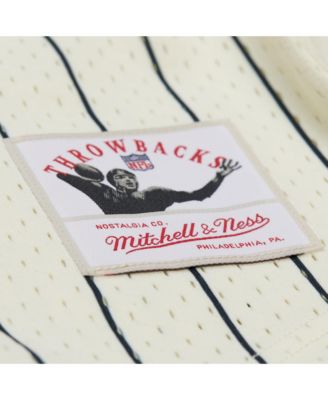 THROWBACKS
NFL
NOSTALGIA CO.
Mitchell & Ness
PHILADELPHIA, PA.